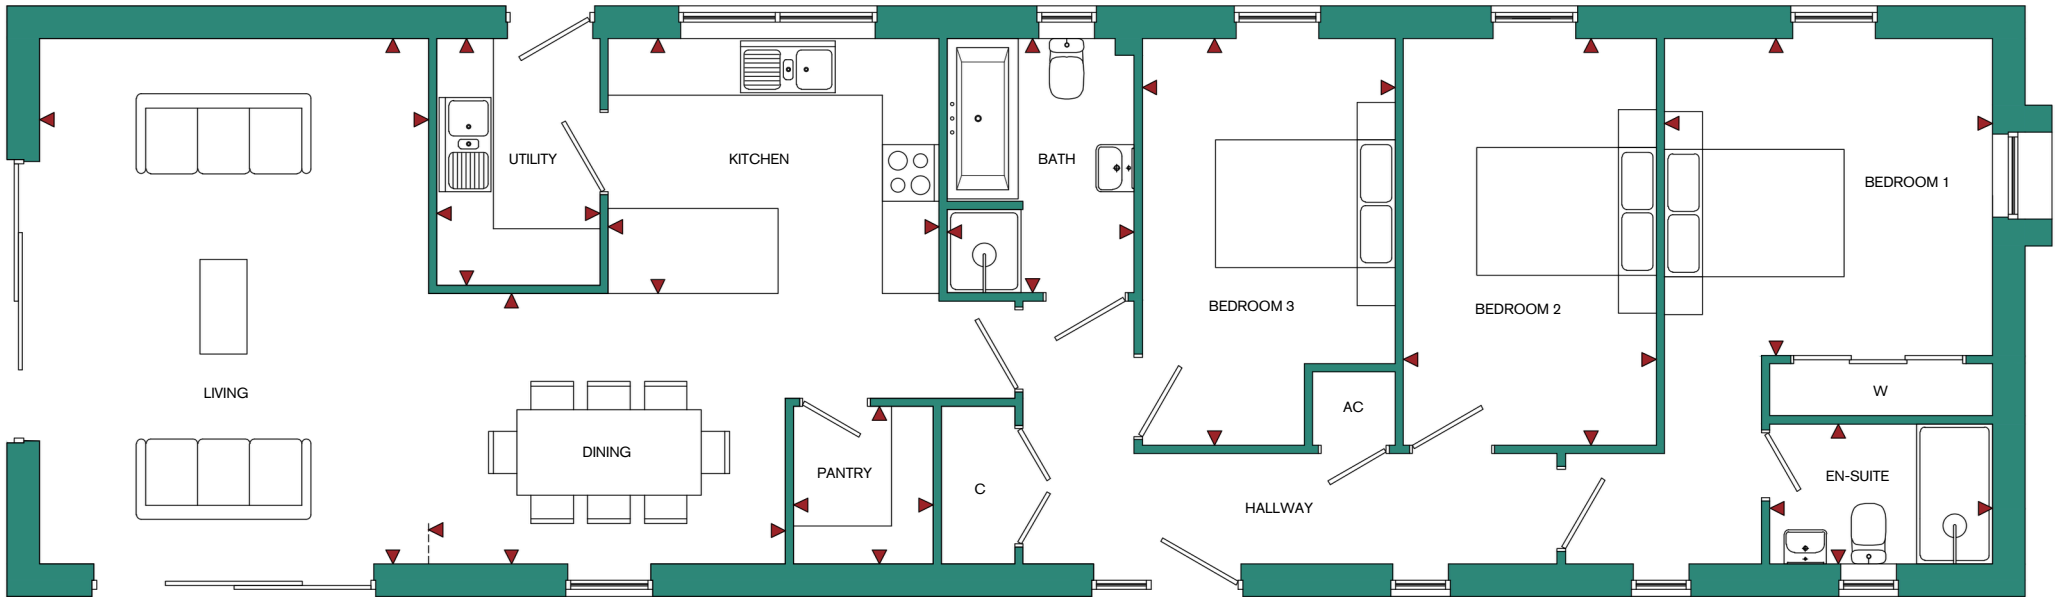 UTILITY
KITCHEN
BATH
BEDROOM 1
BEDROOM 3
BEDROOM 2
LIVING
W
AC
DINING
PANTRY
C
EN-SUITE
HALLWAY